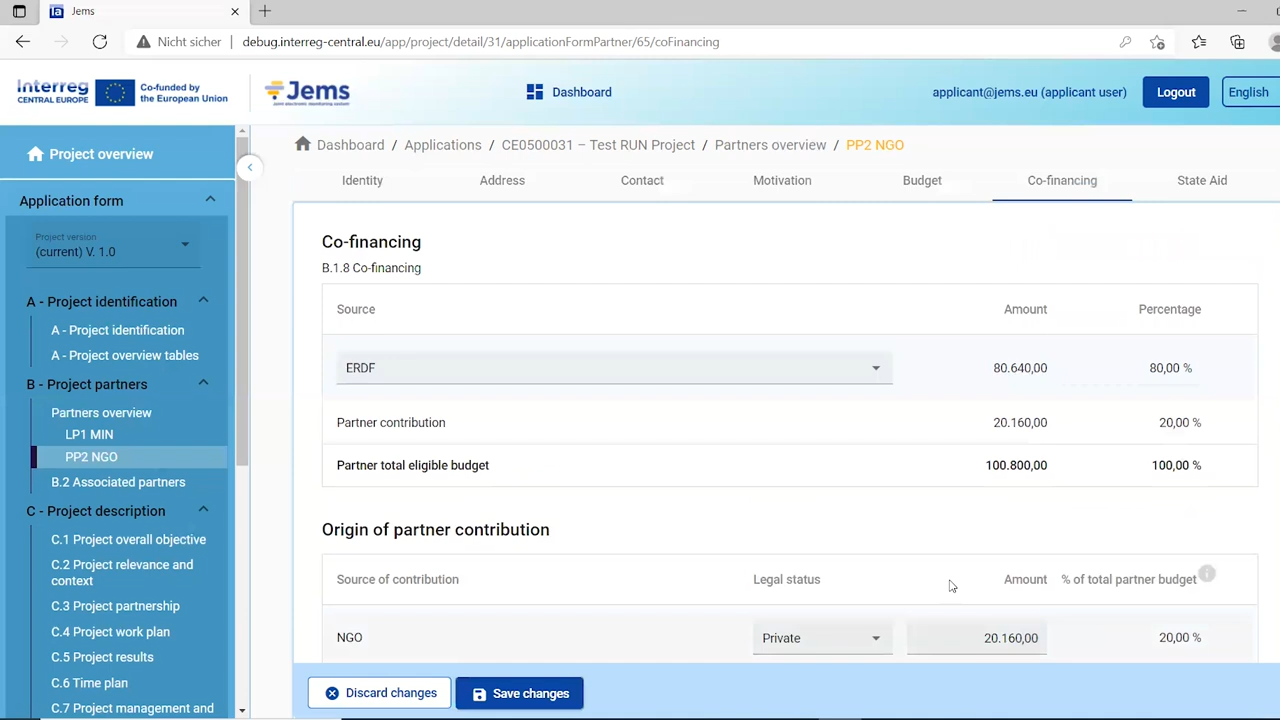 Jems
Nicht sicher debug.interreg-central.eu/app/project/detail/31/applicationFormPartner/65/coFinancing
Interreg
CENTRAL EUROPE
Co-funded by
the European Union
Jems
Dashboard
applicant@jems.eu (applicant user)
Logout
English
Project overview
Dashboard / Applications / CE0500031 – Test RUN Project / Partners overview / PP2 NGO
Identity Address Contact Motivation Budget Co-financing State Aid
Application form
Project version
(current) V. 1.0
A - Project identification
A - Project identification
A - Project overview tables
B - Project partners
Partners overview
LP1 MIN
PP2 NGO
B.2 Associated partners
C - Project description
C.1 Project overall objective
C.2 Project relevance and
context
C.3 Project partnership
C.4 Project work plan
C.5 Project results
C.6 Time plan
C.7 Project management and
Co-financing
B.1.8 Co-financing
Source Amount Percentage
ERDF 80.640,00 80,00 %
Partner contribution 20.160,00 20,00 %
Partner total eligible budget 100.800,00 100,00 %
Origin of partner contribution
Source of contribution Legal status Amount % of total partner budget
NGO Private 20.160,00 20,00 %
Discard changes
Save changes